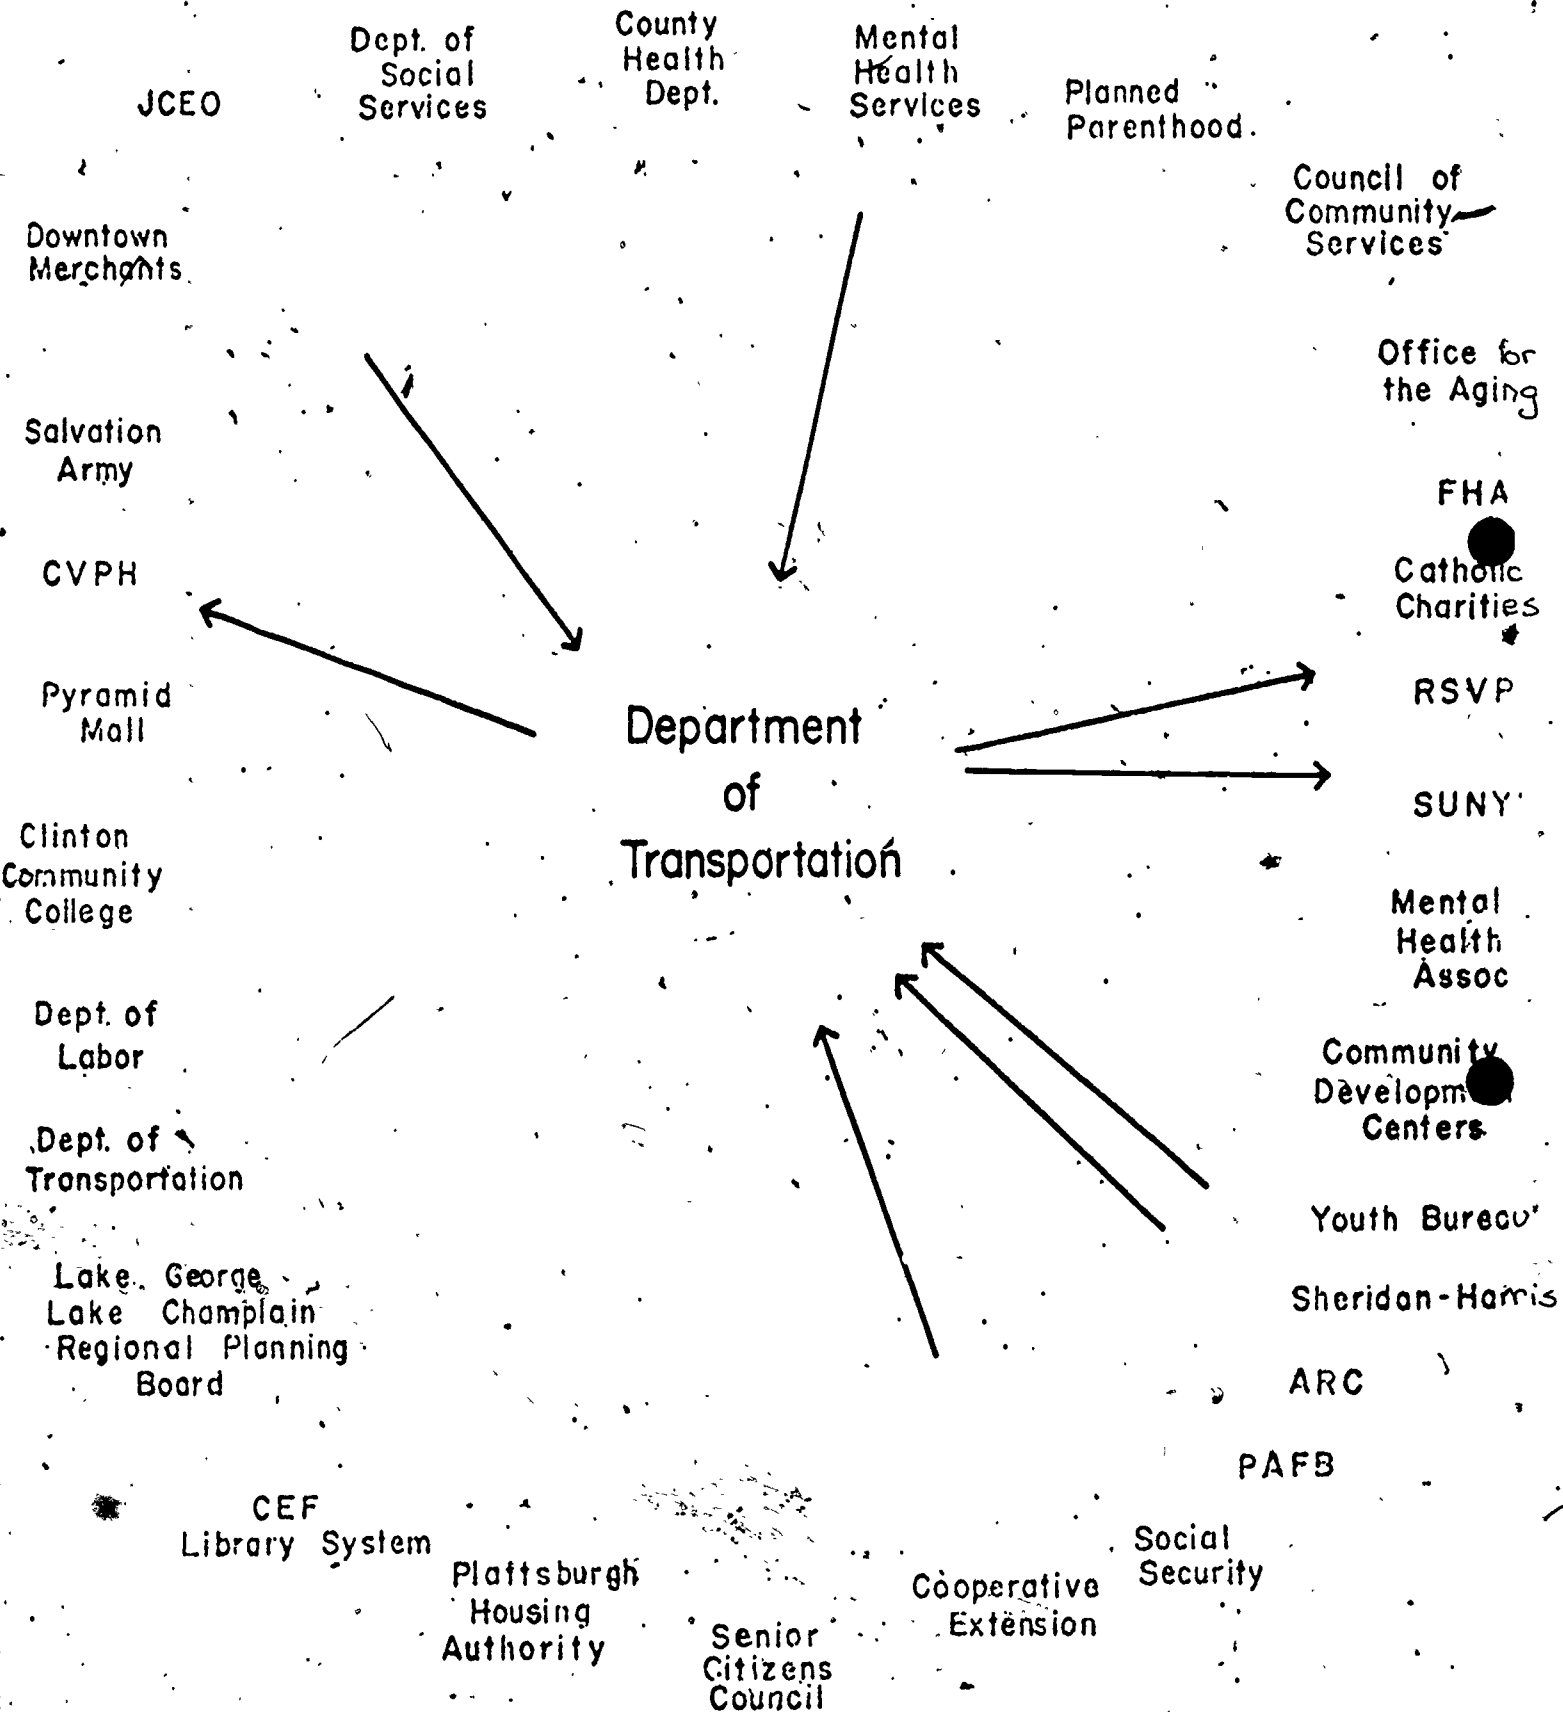 JCEO
Dept. of
Social
Services
County
Health
Dept.
Mental
Health
Services
Planned
Parenthood
Council of
Community
Services
Downtown
Merchants
Office for
the Aging
Salvation
Army
FHA
CVPH
Catholic
Charities
Pyramid
Mall
RSVP
Department
of
Transportation
SUNY
Clinton
Community
College
Mental
Health
Assoc
Dept. of
Labor
Community
Developm
Centers
Dept. of
Transportation
Youth Bureau
Lake George
Lake Champlain
Regional Planning
Board
Sheridan-Harris
ARC
PAFB
CEF
Library System
Plattsburgh
Housing
Authority
Senior
Citizens
Council
Cooperative
Extension
Social
Security